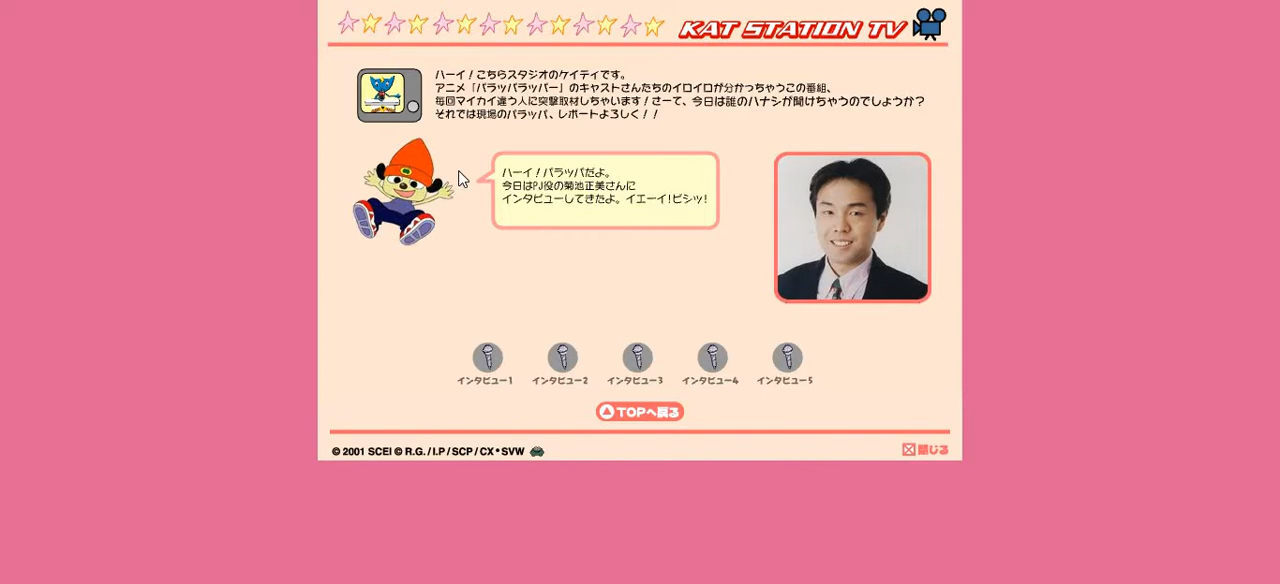 KAT STATION TV
ハーイ！こちらスタジオのケイティです。
アニメ「パラッパラッパー」のキャストさんたちのイロイロが分かっちゃうこの番組、
毎回マイカイ違う人に突撃取材しちゃいます！さーて、今日は誰のハナシが聞けちゃうのでしょうか？
それでは現場のパラッパ、レポートよろしく！！
ハーイ！パラッパだよ。
今日はPJ役の菊池正美さんに
インタビューしてきたよ。イエーイ!ビシッ!
インタビュー1 インタビュー2 インタビュー3 インタビュー4 インタビュー5
TOPへ戻る
© 2001 SCEI © R.G. / I.P / SCP / CX・SVW
閉じる